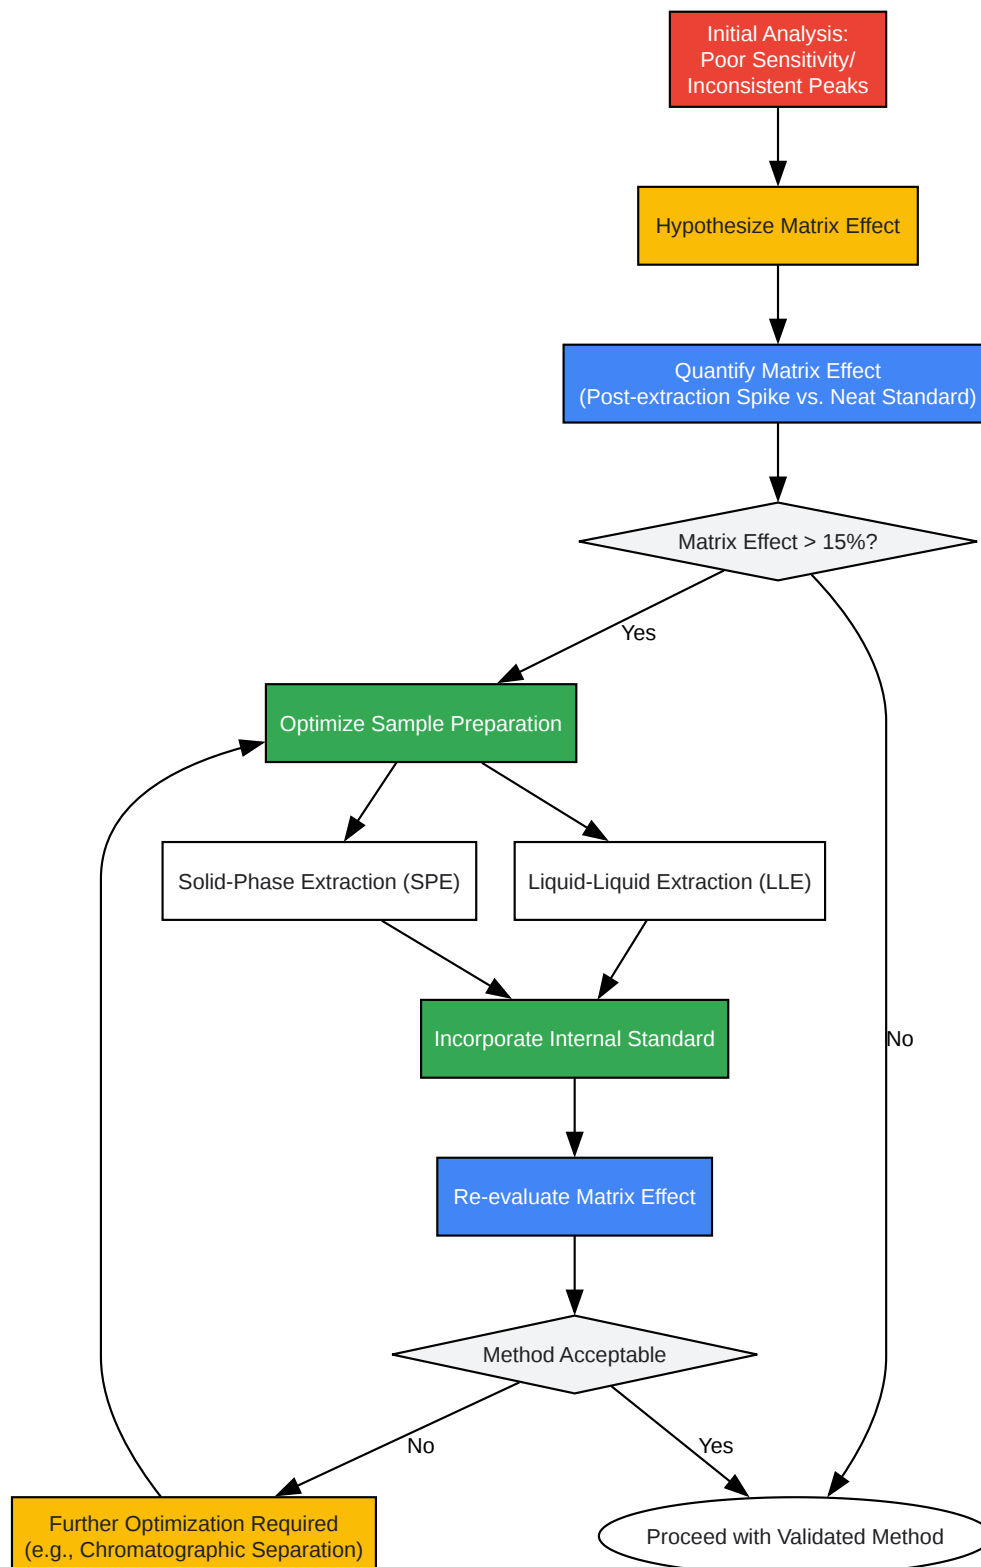 Initial Analysis:
Poor Sensitivity/
Inconsistent Peaks
Hypothesize Matrix Effect
Quantify Matrix Effect
(Post-extraction Spike vs. Neat Standard)
Matrix Effect > 15%?
Yes
Optimize Sample Preparation
Solid-Phase Extraction (SPE)
Liquid-Liquid Extraction (LLE)
Incorporate Internal Standard
No
Re-evaluate Matrix Effect
Method Acceptable
No
Yes
Further Optimization Required
(e.g., Chromatographic Separation)
Proceed with Validated Method